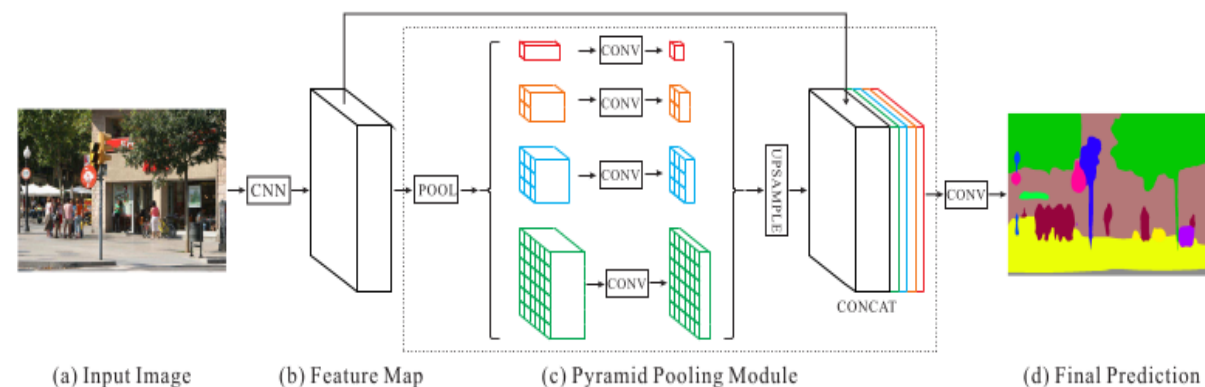 CNN
POOL
CONV
CONV
CONV
CONV
UPSAMPLE
CONCAT
CONV
(a) Input Image
(b) Feature Map
(c) Pyramid Pooling Module
(d) Final Prediction